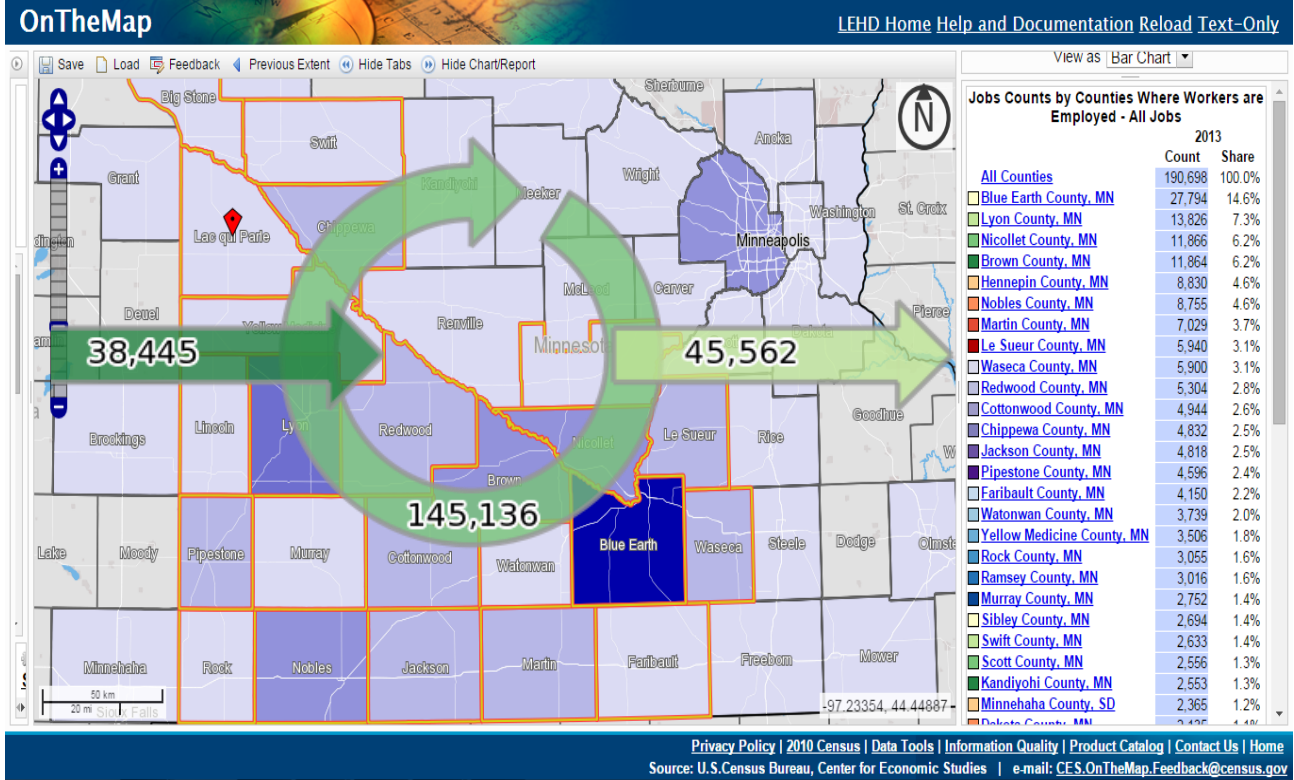 OnTheMap
LEHD Home Help and Documentation Reload Text-Only
Save Load Feedback Previous Extent Hide Tabs Hide Chart/Report
View as Bar Chart
Big Stone
Sherburne
Swift
Anoka
Grant
Kandiyohi
Meeker
Wright
Washington
St. Croix
Lac qui Parle
Chippewa
Minneapolis
McLeod
Carver
Deuel
Renville
Pierce
Dakota
Minnesota
38,445
45,562
Brookings
Lincoln
Lyon
Redwood
Nicollet
Le Sueur
Rice
Goodhue
Brown
145,136
Lake
Moody
Pipestone
Murray
Cottonwood
Watonwan
Blue Earth
Waseca
Steele
Dodge
Olmste
Minnehaha
Rock
Nobles
Jackson
Martin
Faribault
Freeborn
Mower
50 km
20 mi
Sioux Falls
-97.23354, 44.44887
N
Jobs Counts by Counties Where Workers are
Employed - All Jobs
2013
Count Share
All Counties 190,698 100.0%
Blue Earth County, MN 27,794 14.6%
Lyon County, MN 13,826 7.3%
Nicollet County, MN 11,866 6.2%
Brown County, MN 11,864 6.2%
Hennepin County, MN 8,830 4.6%
Nobles County, MN 8,755 4.6%
Martin County, MN 7,029 3.7%
Le Sueur County, MN 5,940 3.1%
Waseca County, MN 5,900 3.1%
Redwood County, MN 5,304 2.8%
Cottonwood County, MN 4,944 2.6%
Chippewa County, MN 4,832 2.5%
Jackson County, MN 4,818 2.5%
Pipestone County, MN 4,596 2.4%
Faribault County, MN 4,150 2.2%
Watonwan County, MN 3,739 2.0%
Yellow Medicine County, MN 3,506 1.8%
Rock County, MN 3,055 1.6%
Ramsey County, MN 3,016 1.6%
Murray County, MN 2,752 1.4%
Sibley County, MN 2,694 1.4%
Swift County, MN 2,633 1.4%
Scott County, MN 2,556 1.3%
Kandiyohi County, MN 2,553 1.3%
Minnehaha County, SD 2,365 1.2%
Dakota County, MN
Privacy Policy | 2010 Census | Data Tools | Information Quality | Product Catalog | Contact Us | Home
Source: U.S.Census Bureau, Center for Economic Studies | e-mail: CES.OnTheMap.Feedback@census.gov